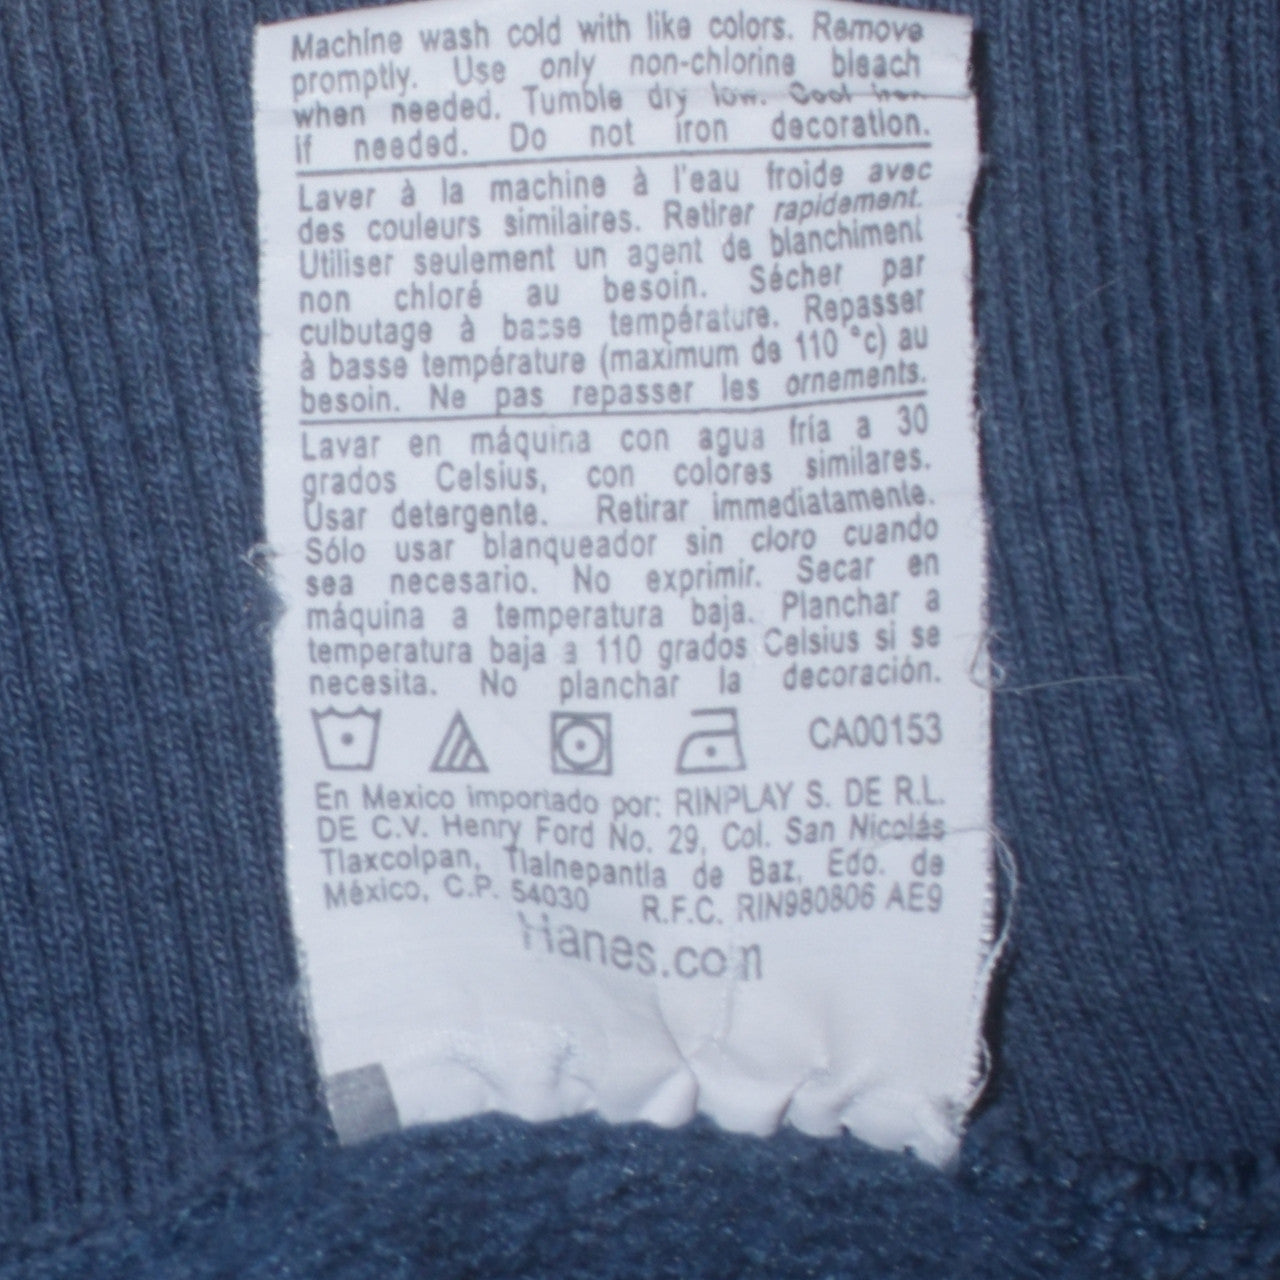 Machine wash cold with like colors. Remove
promptly. Use only non-chlorine bleach
when needed. Tumble dry low. Cool iron
if needed. Do not iron decoration.
Laver à la machine à l'eau froide avec
des couleurs similaires. Retirer rapidement.
Utiliser seulement un agent de blanchiment
non chloré au besoin. Sécher par
culbutage à basse température. Repasser
à basse température (maximum de 110 °c) au
besoin. Ne pas repasser les ornements.
Lavar en máquina con agua fría a 30
grados Celsius, con colores similares.
Usar detergente. Retirar immediatamente.
Sólo usar blanqueador sin cloro cuando
sea necesario. No exprimir. Secar en
máquina a temperatura baja. Planchar a
temperatura baja a 110 grados Celsius si se
necesita. No planchar la decoración.
CA00153
En Mexico importado por: RINPLAY S. DE R.L.
DE C.V. Henry Ford No. 29, Col. San Nicolás
Tlaxcolpan, Tlalnepantla de Baz, Edo. de
México, C.P. 54030 R.F.C. RIN980806 AE9
Hanes.com